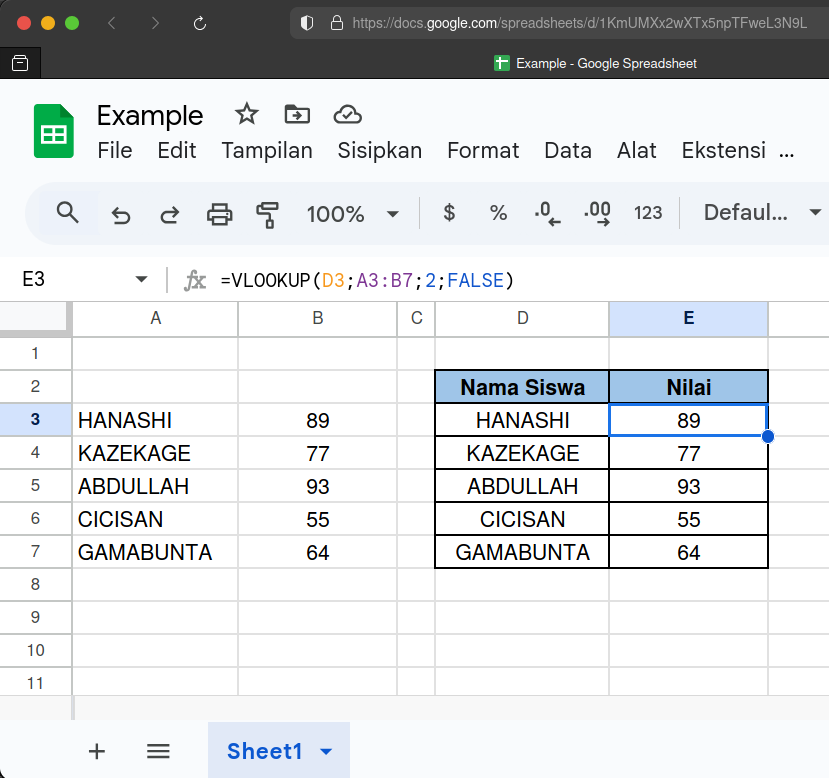 https://docs.google.com/spreadsheets/d/1KmUMXx2wXTx5npTFweL3N9L
Example - Google Spreadsheet
Example
File Edit Tampilan Sisipkan Format Data Alat Ekstensi ...
100% $ % .0 .00 123 Defaul...
E3 fx =VLOOKUP(D3;A3:B7;2;FALSE)
A B C D E
1
2 Nama Siswa Nilai
3 HANASHI 89 HANASHI 89
4 KAZEKAGE 77 KAZEKAGE 77
5 ABDULLAH 93 ABDULLAH 93
6 CICISAN 55 CICISAN 55
7 GAMABUNTA 64 GAMABUNTA 64
8
9
10
11
Sheet1